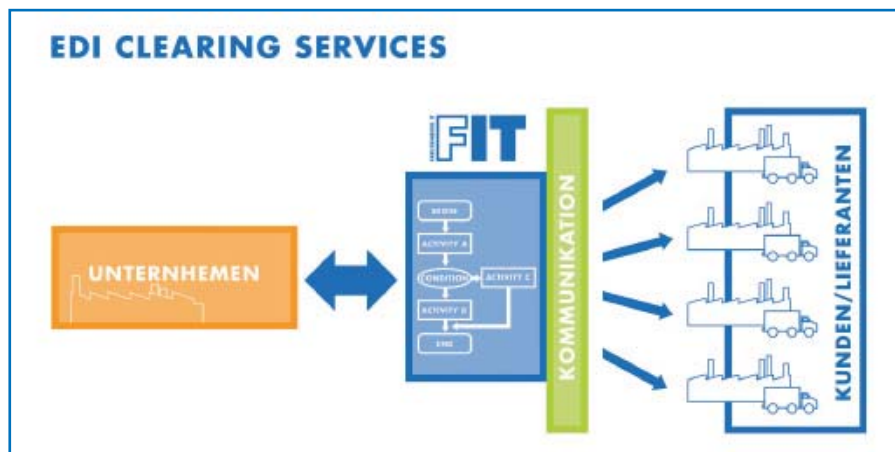 EDI CLEARING SERVICES
FIT
UNTERNHEMEN
BEGIN
ACTIVITY A
CONDITION
ACTIVITY C
ACTIVITY D
END
KOMMUNIKATION
KUNDEN/LIEFERANTEN